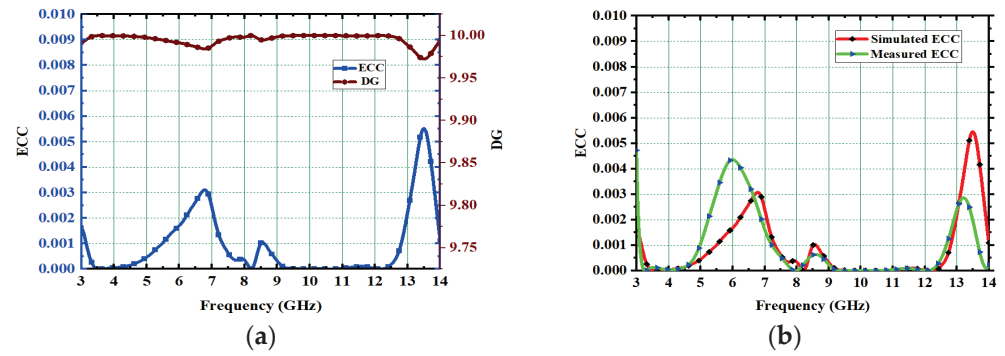 0.010
0.009
0.008
0.007
0.006
0.005
0.004
0.003
0.002
0.001
0.000
ECC
3 4 5 6 7 8 9 10 11 12 13 14
Frequency (GHz)
10.00
9.95
9.90
9.85
9.80
9.75
DG
ECC
DG
(a)
0.010
0.009
0.008
0.007
0.006
0.005
0.004
0.003
0.002
0.001
0.000
ECC
3 4 5 6 7 8 9 10 11 12 13 14
Frequency (GHz)
Simulated ECC
Measured ECC
(b)